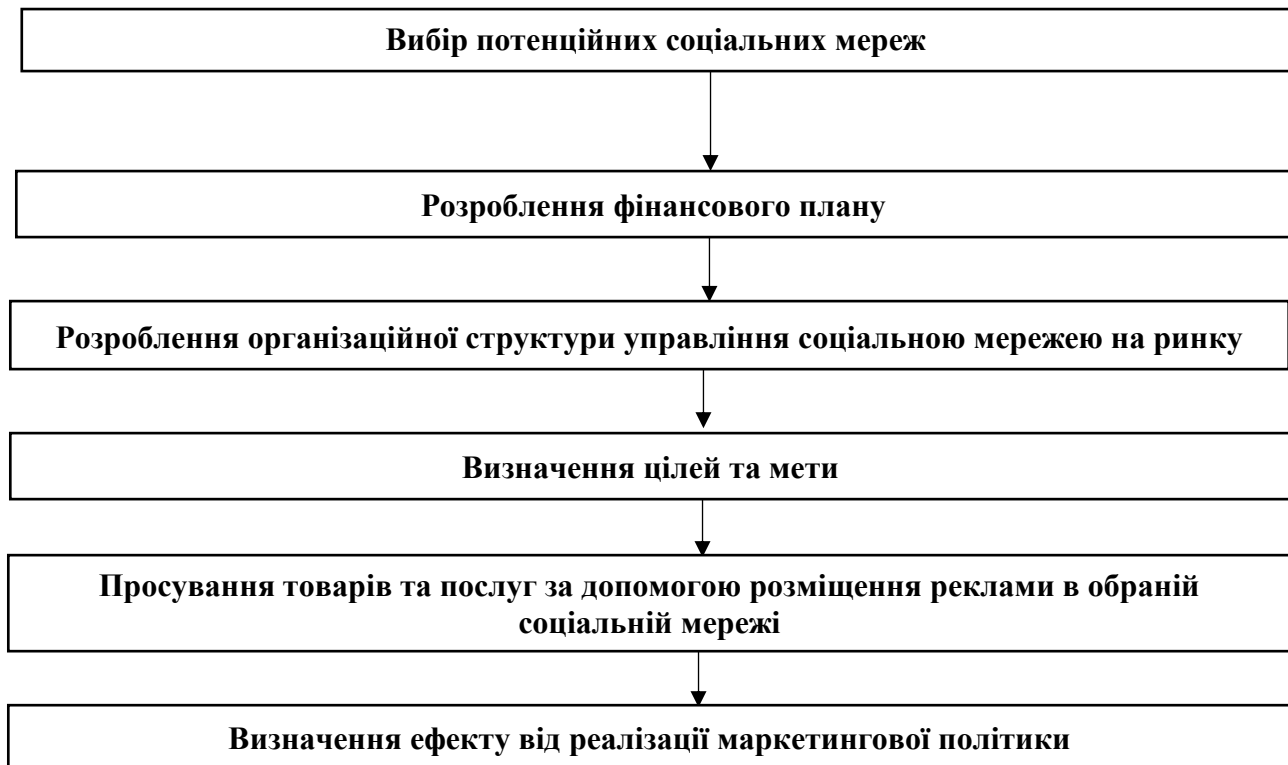 Вибір потенційних соціальних мереж
Розроблення фінансового плану
Розроблення організаційної структури управління соціальною мережею на ринку
Визначення цілей та мети
Просування товарів та послуг за допомогою розміщення реклами в обраній
соціальній мережі
Визначення ефекту від реалізації маркетингової політики